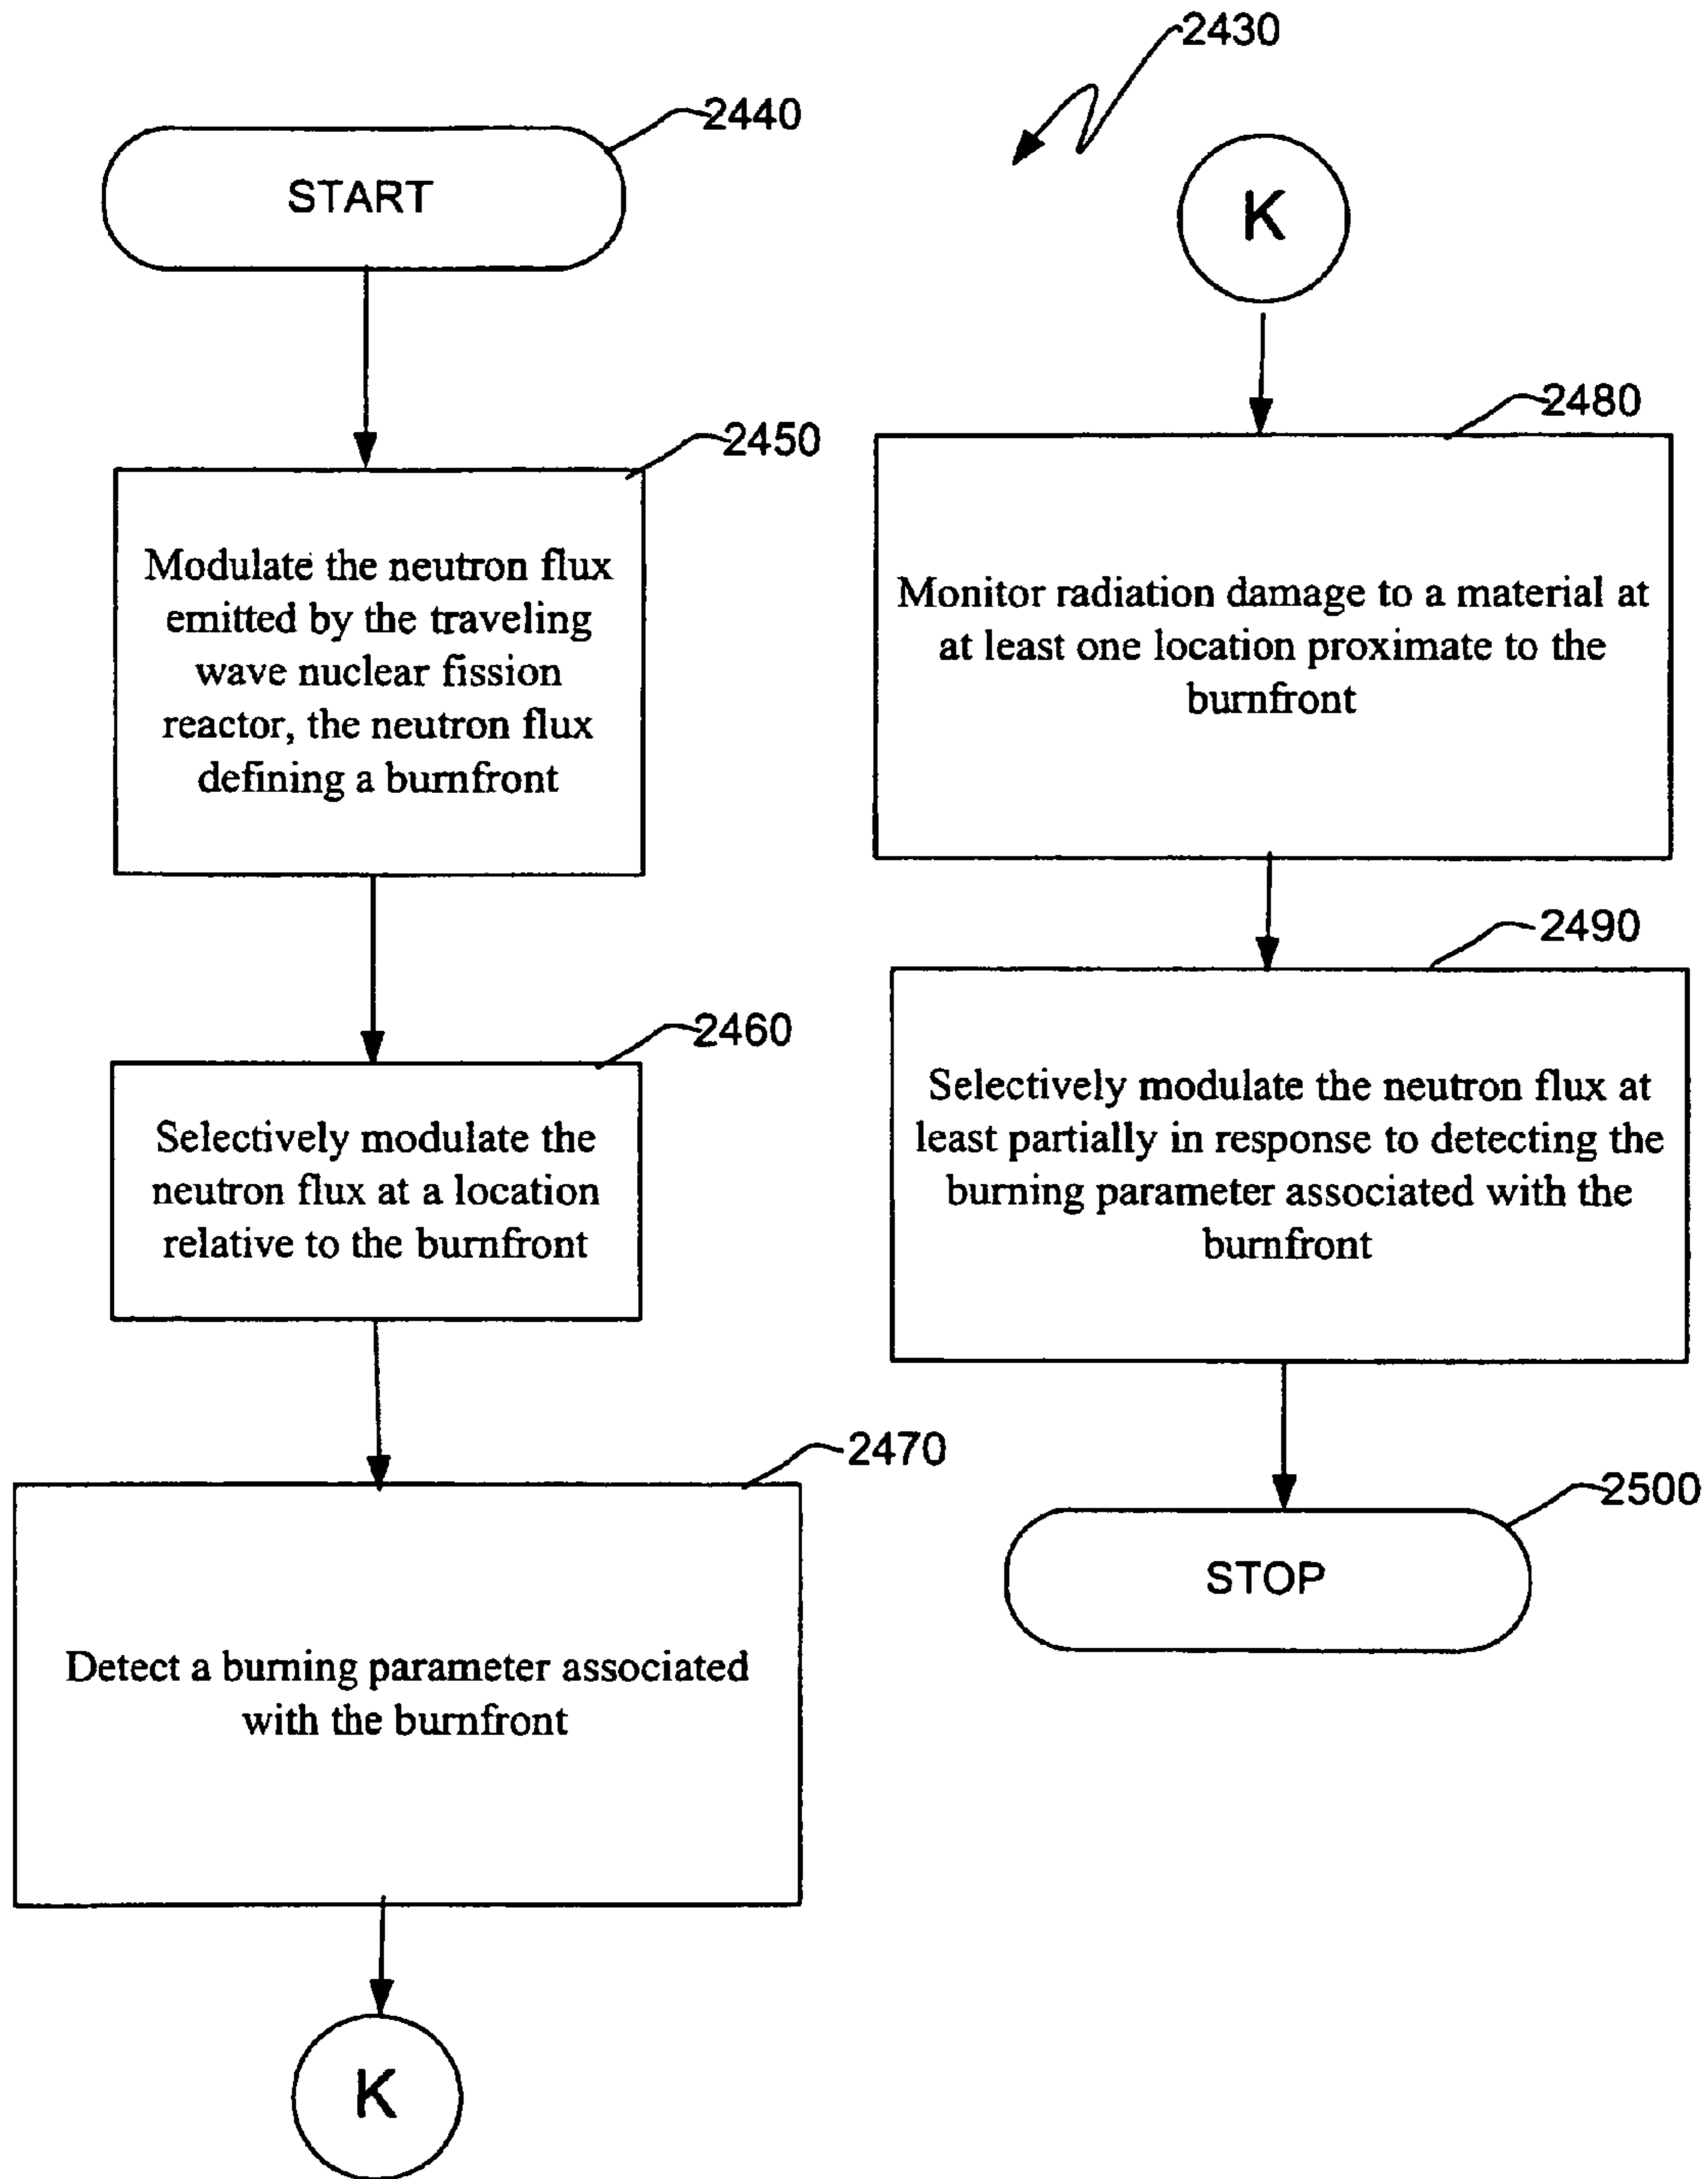 2430
2440
START
2450
Modulate the neutron flux
emitted by the traveling
wave nuclear fission
reactor, the neutron flux
defining a burnfront
2460
Selectively modulate the
neutron flux at a location
relative to the burnfront
2470
Detect a burning parameter associated
with the burnfront
K
K
2480
Monitor radiation damage to a material at
at least one location proximate to the
burnfront
2490
Selectively modulate the neutron flux at
least partially in response to detecting the
burning parameter associated with the
burnfront
2500
STOP